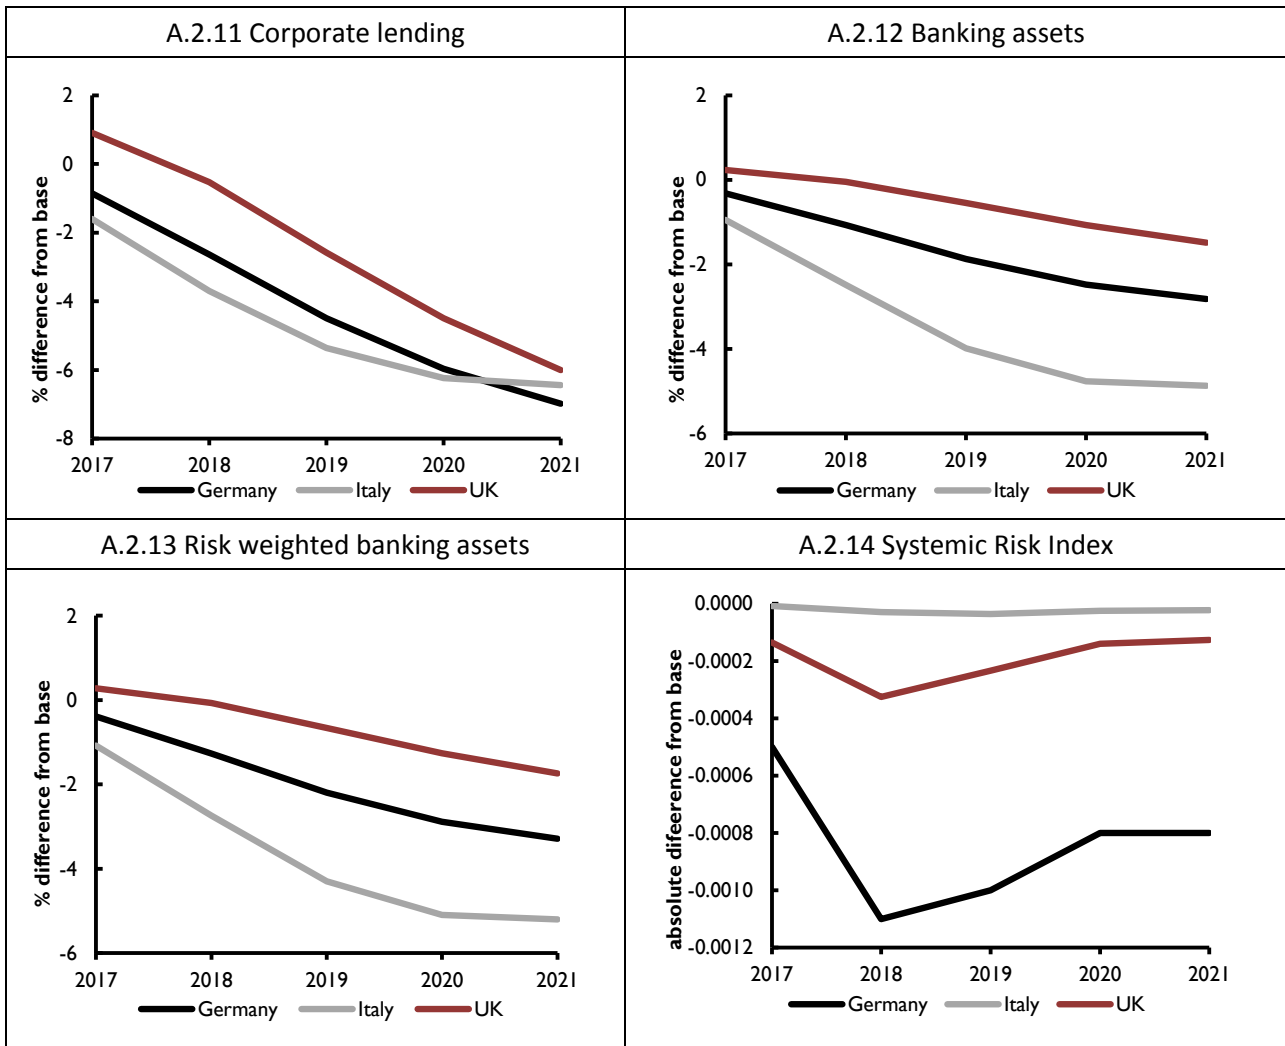 A.2.11 Corporate lending
2
0
-2
-4
-6
-8
% difference from base
2017 2018 2019 2020 2021
Germany Italy UK
A.2.12 Banking assets
2
0
-2
-4
-6
% difference from base
2017 2018 2019 2020 2021
Germany Italy UK
A.2.13 Risk weighted banking assets
2
0
-2
-4
-6
% difference from base
2017 2018 2019 2020 2021
Germany Italy UK
A.2.14 Systemic Risk Index
0.0000
-0.0002
-0.0004
-0.0006
-0.0008
-0.0010
-0.0012
absolute difeerence from base
2017 2018 2019 2020 2021
Germany Italy UK